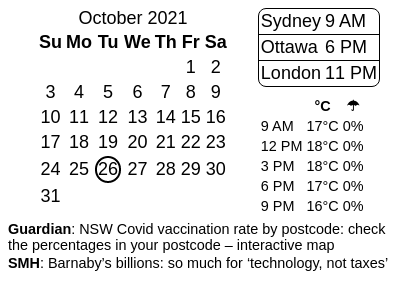 October 2021
Su Mo Tu We Th Fr Sa
1 2
3 4 5 6 7 8 9
10 11 12 13 14 15 16
17 18 19 20 21 22 23
24 25 26 27 28 29 30
31
Sydney 9 AM
Ottawa 6 PM
London 11 PM
°C ☂
9 AM 17°C 0%
12 PM 18°C 0%
3 PM 18°C 0%
6 PM 17°C 0%
9 PM 16°C 0%
Guardian: NSW Covid vaccination rate by postcode: check
the percentages in your postcode – interactive map
SMH: Barnaby's billions: so much for ‘technology, not taxes’